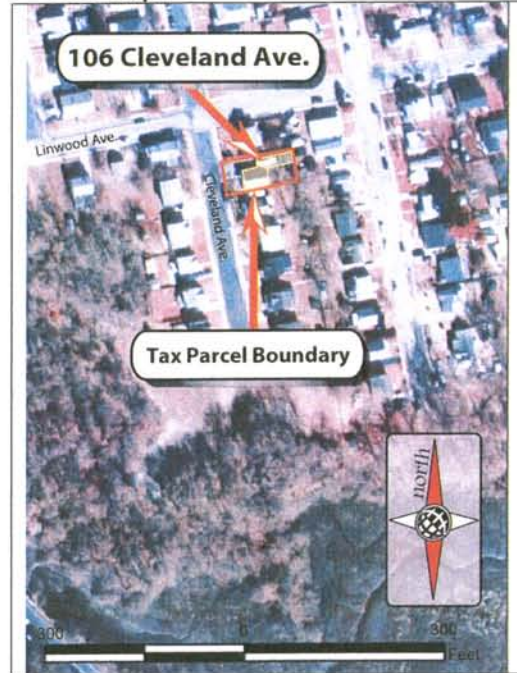 106 Cleveland Ave.
Linwood Ave.
Cleveland Ave.
Tax Parcel Boundary
north
300 0 300
Feet